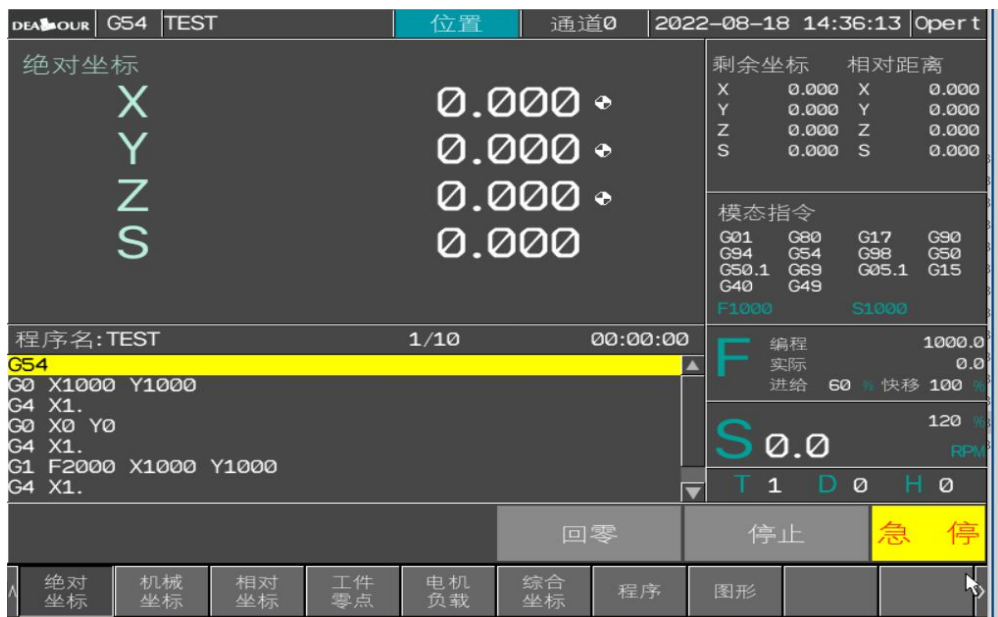 DEAMOUR G54 TEST 位置 通道0 2022-08-18 14:36:13 Opert
绝对坐标
X 0.000
Y 0.000
Z 0.000
S 0.000
剩余坐标 相对距离
X 0.000 X 0.000
Y 0.000 Y 0.000
Z 0.000 Z 0.000
S 0.000 S 0.000
模态指令
G01 G80 G17 G90
G94 G54 G98 G50
G50.1 G69 G05.1 G15
G40 G49
F1000 S1000
程序名:TEST 1/10 00:00:00
G54
G0 X1000 Y1000
G4 X1.
G0 X0 Y0
G4 X1.
G1 F2000 X1000 Y1000
G4 X1.
F 编程 1000.0
实际 0.0
进给 60 % 快移 100 %
S 0.0 120 %
RPM
T 1 D 0 H 0
回零 停止 急 停
绝对坐标
机械坐标
相对坐标
工件零点
电机负载
综合坐标
程序
图形